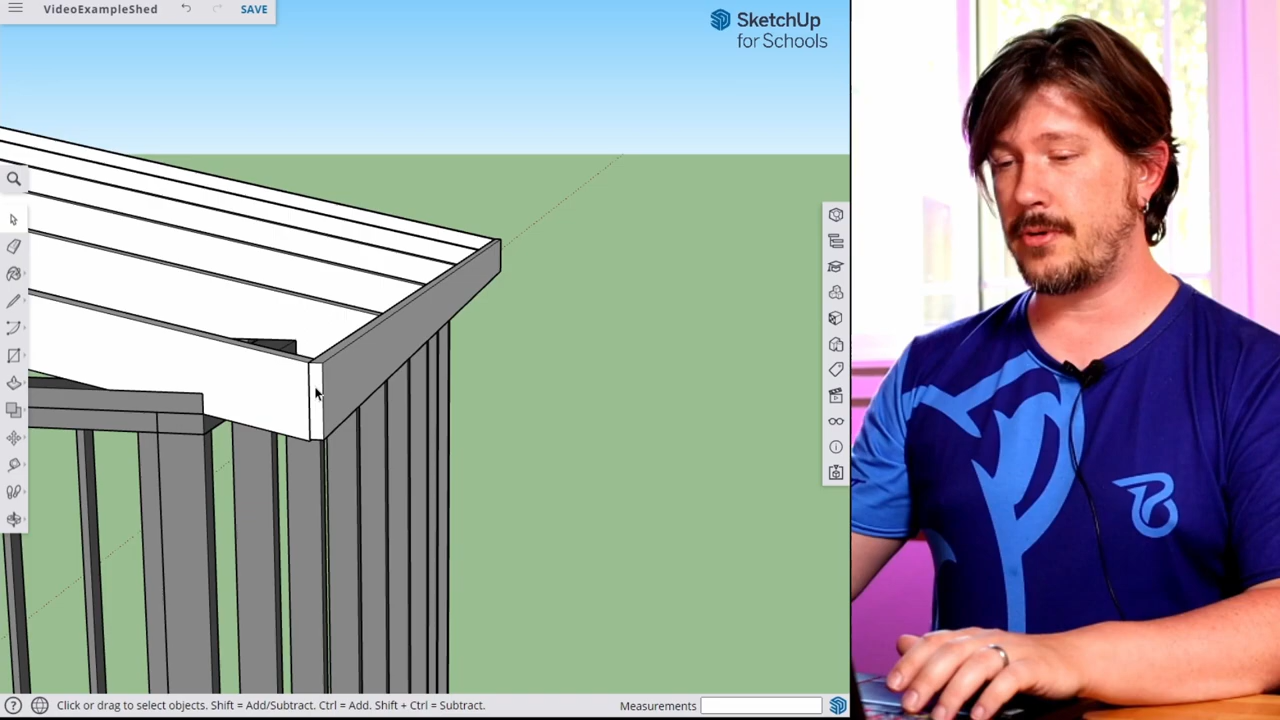 VideoExampleShed
SAVE
SketchUp
for Schools
Click or drag to select objects. Shift = Add/Subtract. Ctrl = Add. Shift + Ctrl = Subtract.
Measurements